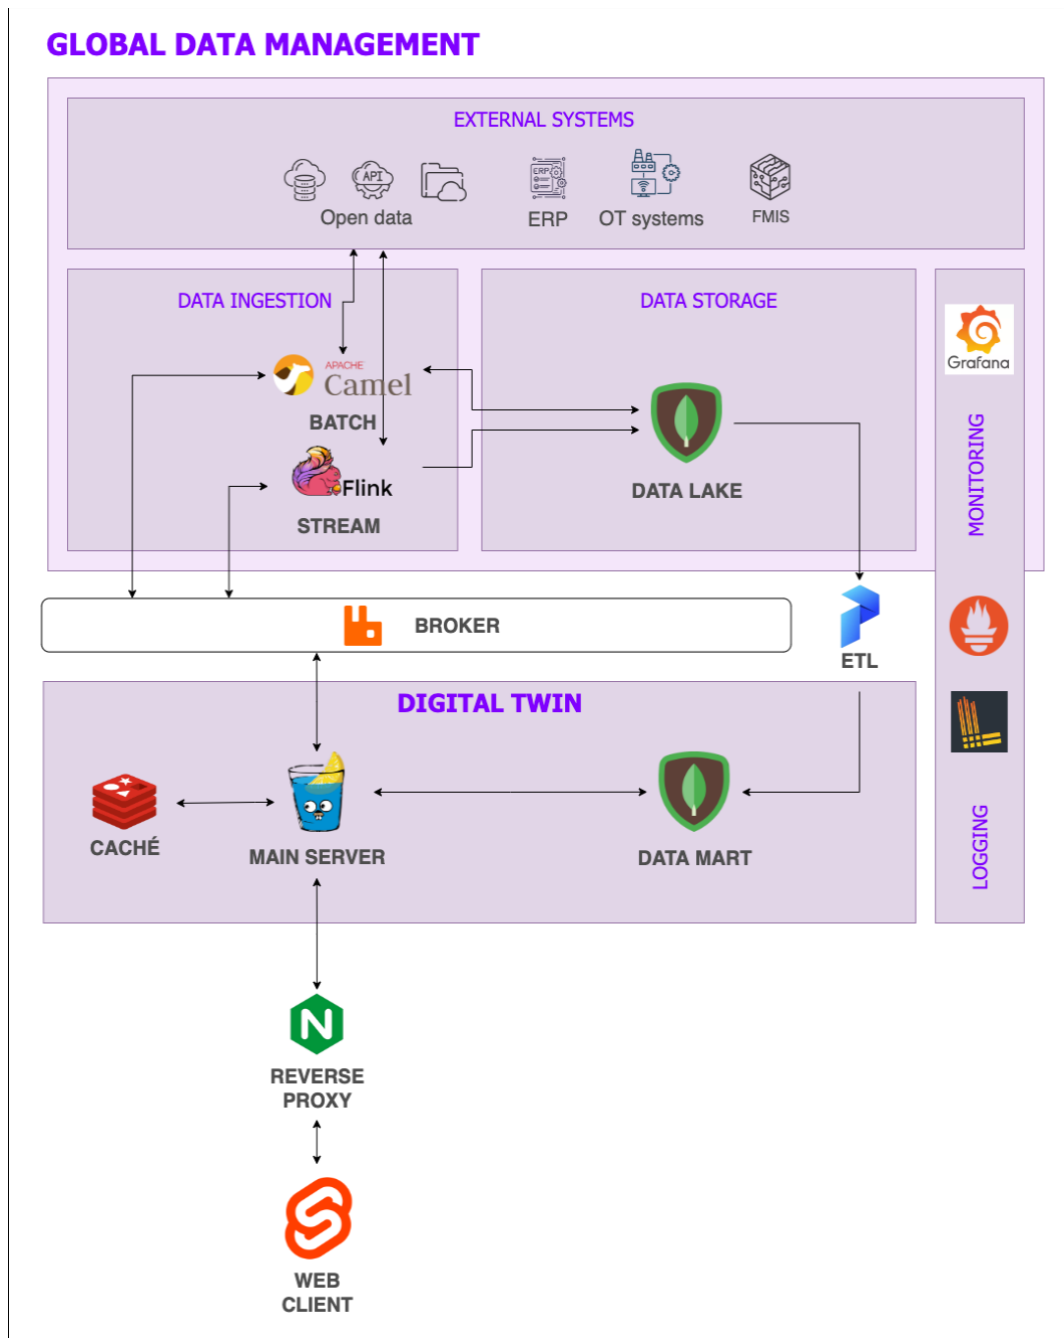 GLOBAL DATA MANAGEMENT
EXTERNAL SYSTEMS
API
ERP
Open data
ERP
OT systems
FMIS
DATA INGESTION
DATA STORAGE
Grafana
APACHE
Camel
BATCH
MONITORING
Flink
DATA LAKE
STREAM
BROKER
ETL
DIGITAL TWIN
CACHÉ
MAIN SERVER
DATA MART
LOGGING
N
REVERSE
PROXY
WEB
CLIENT